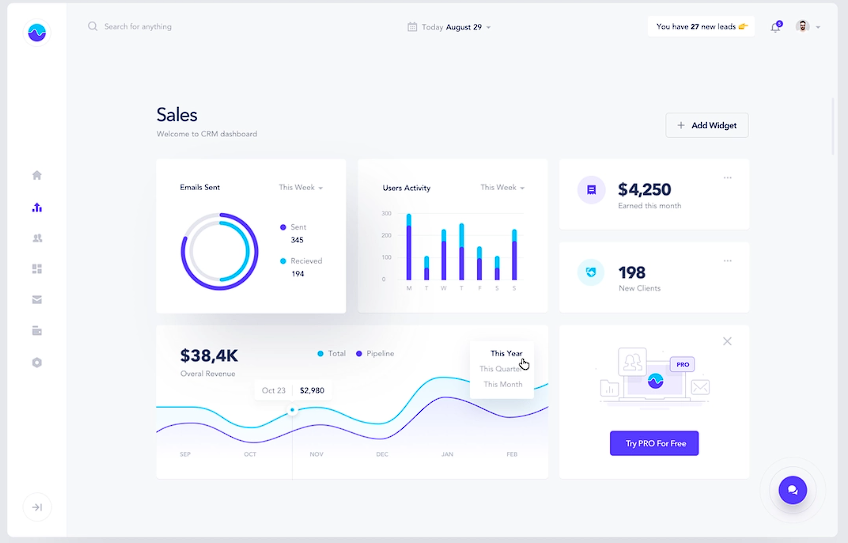 Search for anything
Today August 29
You have 27 new leads 👉
6
Sales
Welcome to CRM dashboard
+ Add Widget
Emails Sent
This Week
Sent
345
Recieved
194
Users Activity
This Week
300
200
100
0
M T W T F S S
$4,250
Earned this month
198
New Clients
$38,4K
Overal Revenue
Total
Pipeline
This Year
This Quarter
This Month
Oct 23 $2,980
SEP OCT NOV DEC JAN FEB
PRO
Try PRO For Free